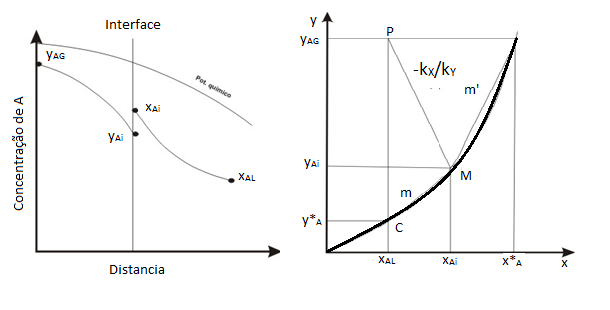 Interface
yAG
Pot. químico
xAi
yAi
xAL
Concentração de A
Distancia
y
yAG
P
-kx/kY
m'
yAi
M
m
y*A
C
xAL
xAi
x*A
x